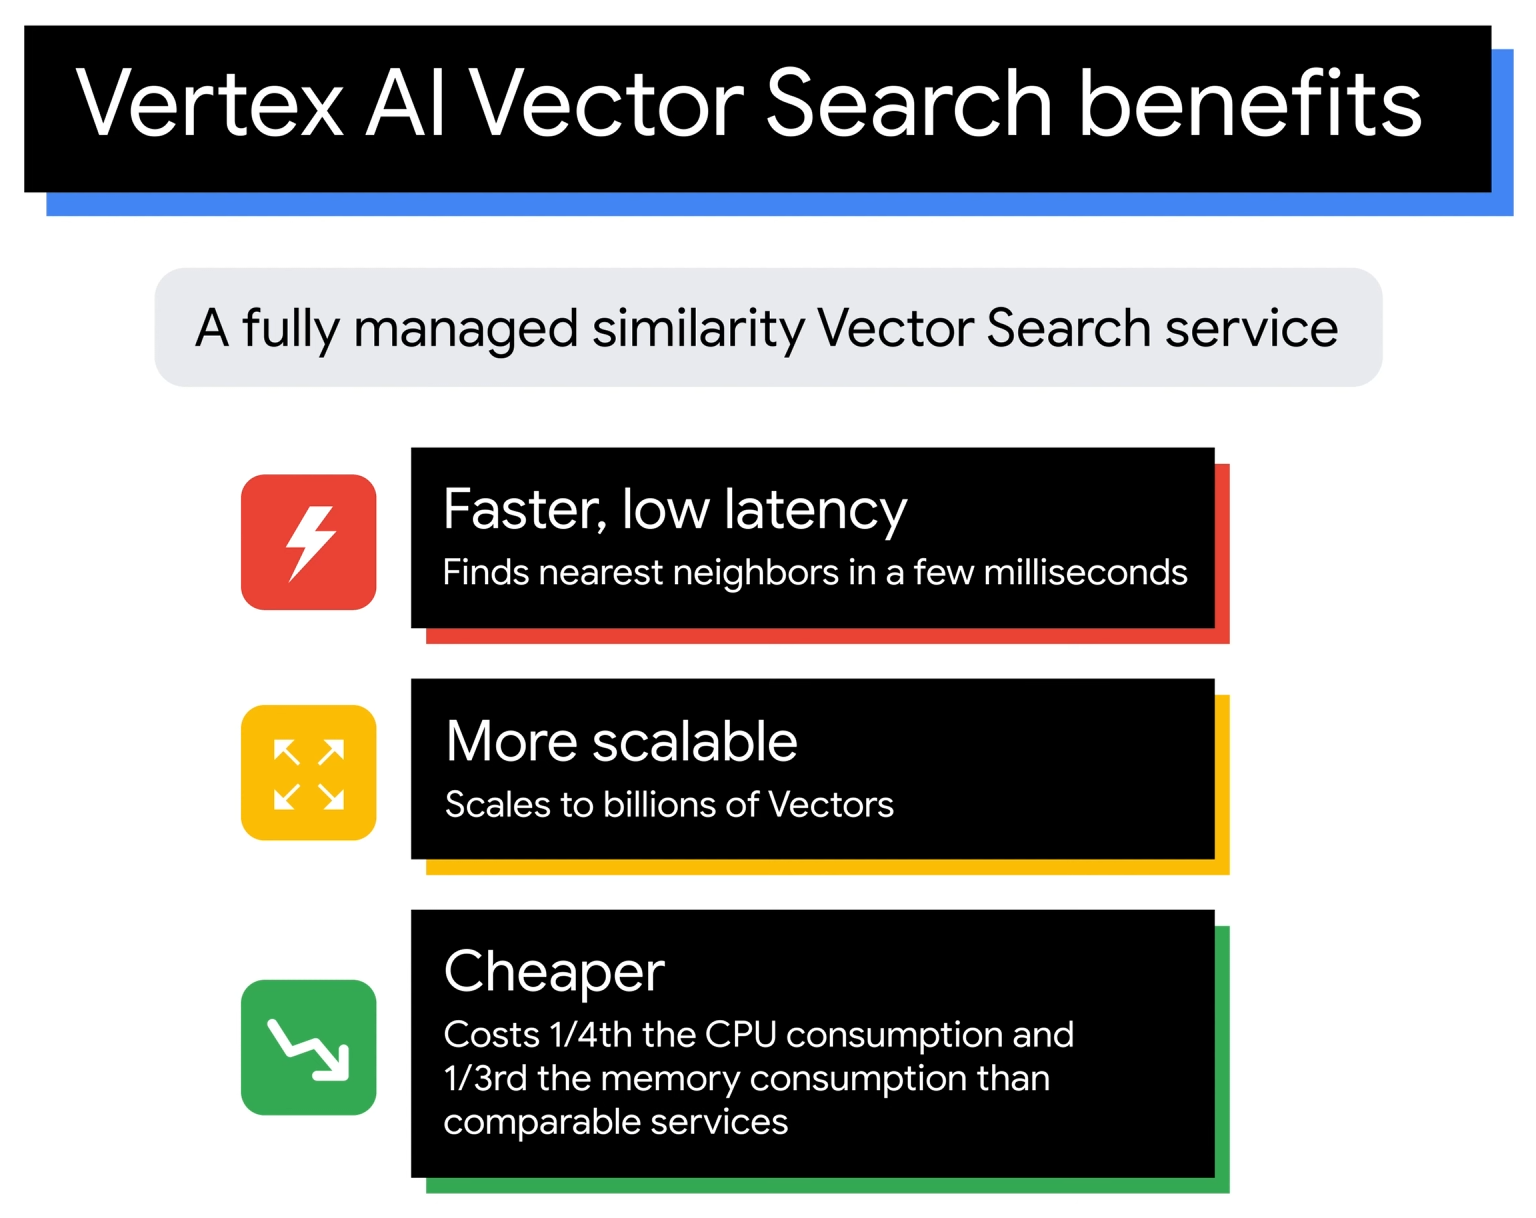 Vertex AI Vector Search benefits
A fully managed similarity Vector Search service
Faster, low latency
Finds nearest neighbors in a few milliseconds
More scalable
Scales to billions of Vectors
Cheaper
Costs 1/4th the CPU consumption and
1/3rd the memory consumption than
comparable services